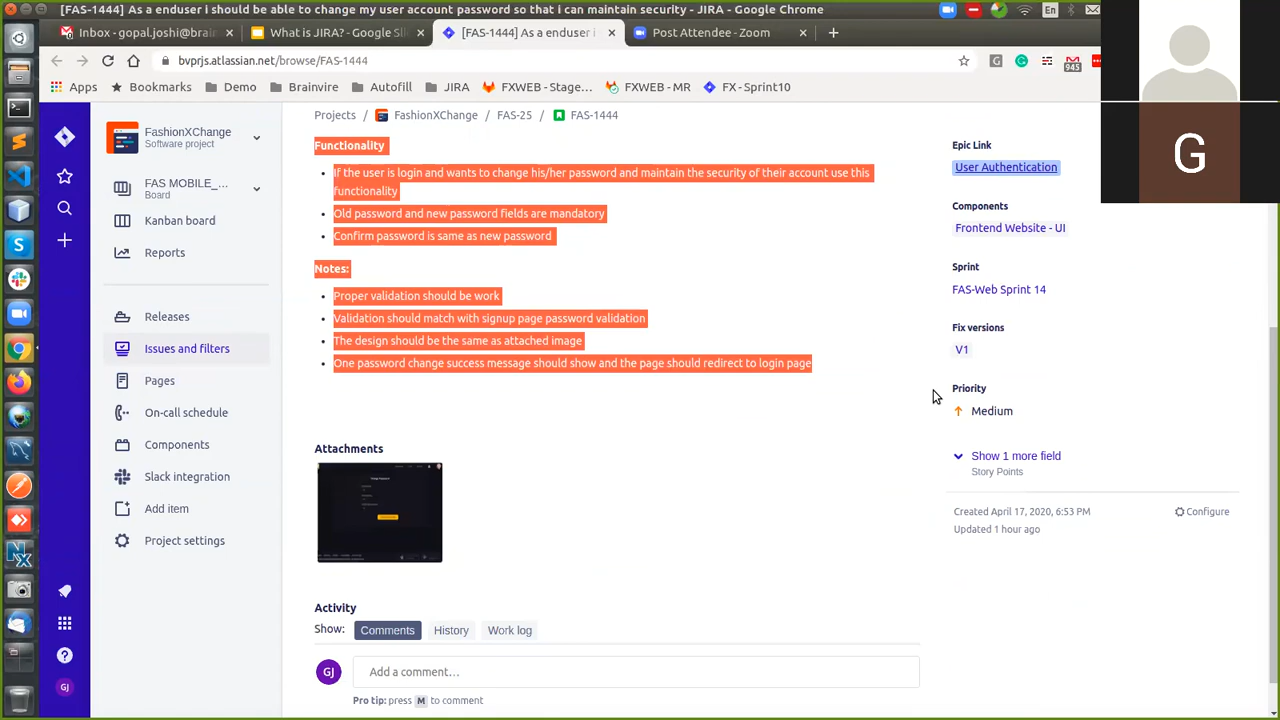 [FAS-1444] As a enduser i should be able to change my user account password so that i can maintain security - JIRA - Google Chrome
En
Inbox - gopal.joshi@brain
What is JIRA? - Google Sli
[FAS-1444] As a enduser i
Post Attendee - Zoom
bvprjs.atlassian.net/browse/FAS-1444
945
Apps
Bookmarks
Demo
Brainvire
Autofill
JIRA
FXWEB - Stage...
FXWEB - MR
FX - Sprint10
FashionXChange
Software project
FAS MOBILE_...
Board
Kanban board
Reports
Releases
Issues and filters
Pages
On-call schedule
Components
Slack integration
Add item
Project settings
GJ
Projects / FashionXChange / FAS-25 / FAS-1444
Functionality
If the user is login and wants to change his/her password and maintain the security of their account use this
functionality
Old password and new password fields are mandatory
Confirm password is same as new password
Notes:
Proper validation should be work
Validation should match with signup page password validation
The design should be the same as attached image
One password change success message should show and the page should redirect to login page
Attachments
Activity
Show: Comments History Work log
GJ Add a comment...
Pro tip: press M to comment
Epic Link
User Authentication
Components
Frontend Website - UI
Sprint
FAS-Web Sprint 14
Fix versions
V1
Priority
Medium
Show 1 more field
Story Points
Created April 17, 2020, 6:53 PM
Configure
Updated 1 hour ago
G